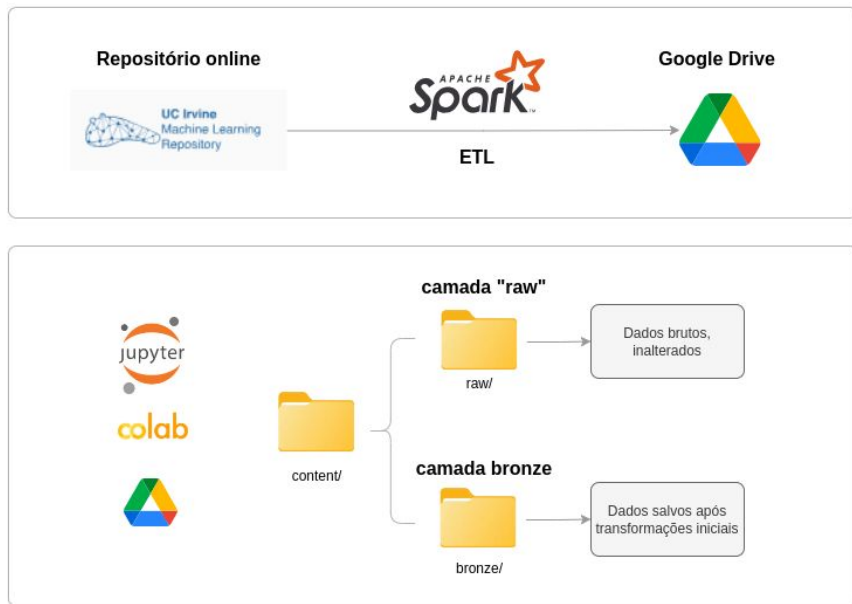 Repositório online
UC Irvine
Machine Learning
Repository
APACHE
Spark™
ETL
Google Drive
jupyter
colab
content/
camada "raw"
raw/
Dados brutos,
inalterados
camada bronze
bronze/
Dados salvos após
transformações iniciais